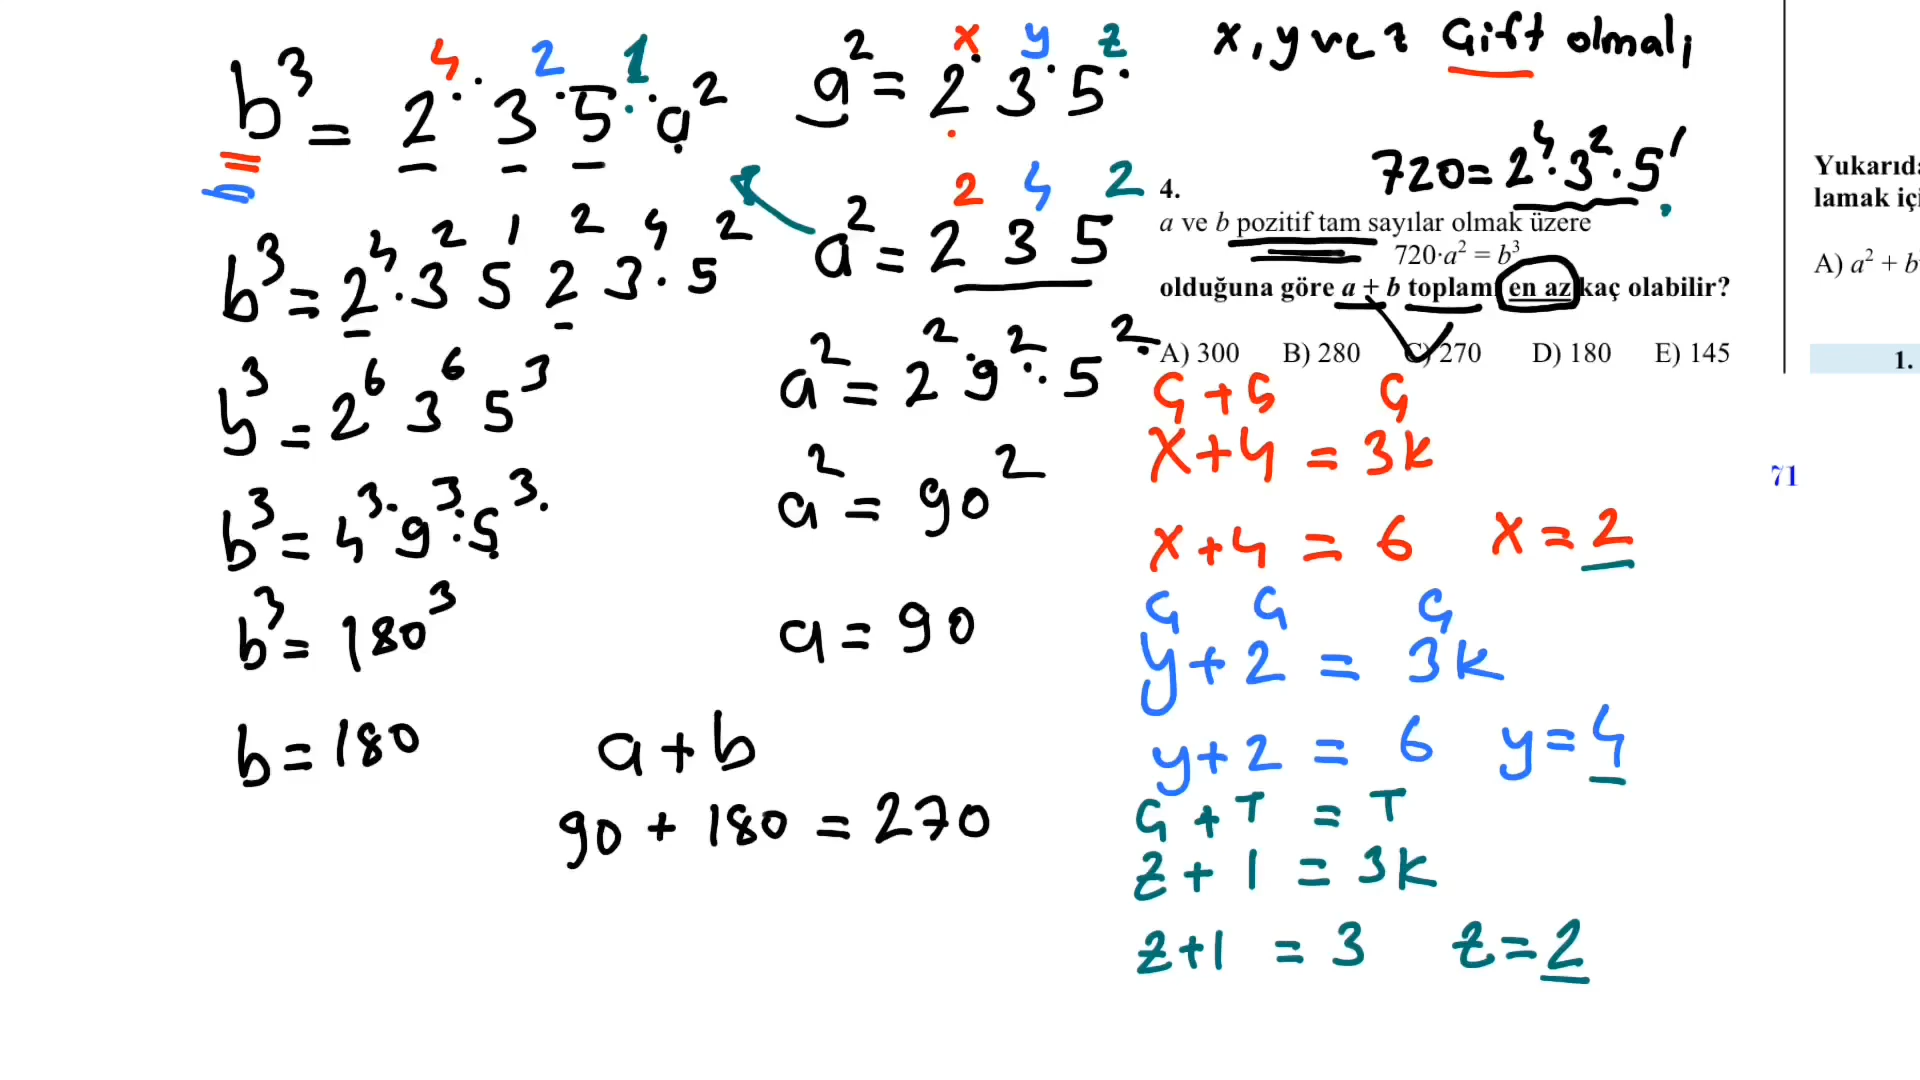 b³ = 2⁴·3²·5¹·a²
b³ = 2⁴·3² 5¹ 2² 3⁴·5²
b³ = 2⁶ 3⁶ 5³
b³ = 4³·9³·5³·
b³ = 180³
b = 180
a² = 2ˣ·3ʸ·5ᶻ·
a² = 2² 3⁴ 5²
a² = 2²·9²·5²·
a² = 90²
a = 90
a + b
90 + 180 = 270
x, y ve z Çift olmalı
720 = 2⁴·3²·5¹
4.
a ve b pozitif tam sayılar olmak üzere
720·a² = b³
olduğuna göre a + b toplamı en az kaç olabilir?
A) 300 B) 280 C) 270 D) 180 E) 145
Ç + Ç Ç
x + 4 = 3k
x + 4 = 6 x = 2
Ç Ç Ç
y + 2 = 3k
y + 2 = 6 y = 4
Ç + T = T
z + 1 = 3k
z + 1 = 3 z = 2
Yukarıda
lamak içi
A) a² + b
1.
71